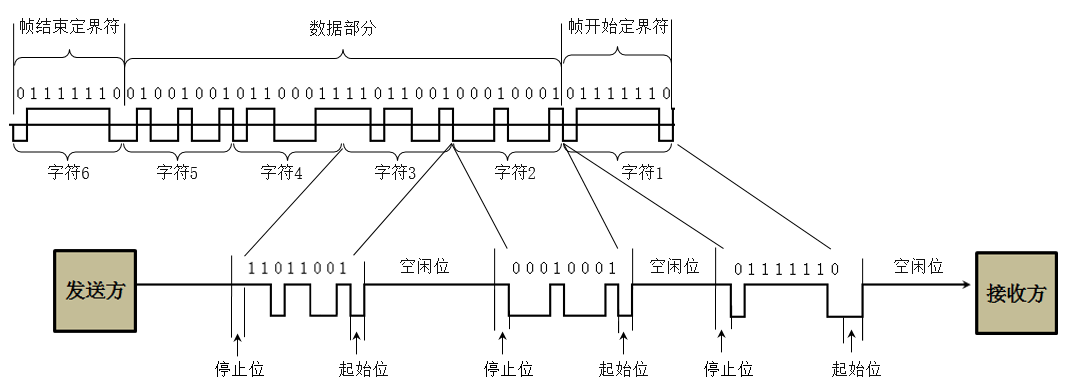 帧结束定界符 数据部分 帧开始定界符
0 1 1 1 1 1 1 0 0 1 0 0 1 0 0 1 0 1 1 0 0 0 1 1 1 1 0 1 1 0 0 1 0 0 0 1 0 0 0 1 0 1 1 1 1 1 1 0
字符6 字符5 字符4 字符3 字符2 字符1
1 1 0 1 1 0 0 1 空闲位 0 0 0 1 0 0 0 1 空闲位 0 1 1 1 1 1 1 0 空闲位
发送方 接收方
停止位 起始位 停止位 起始位 停止位 起始位